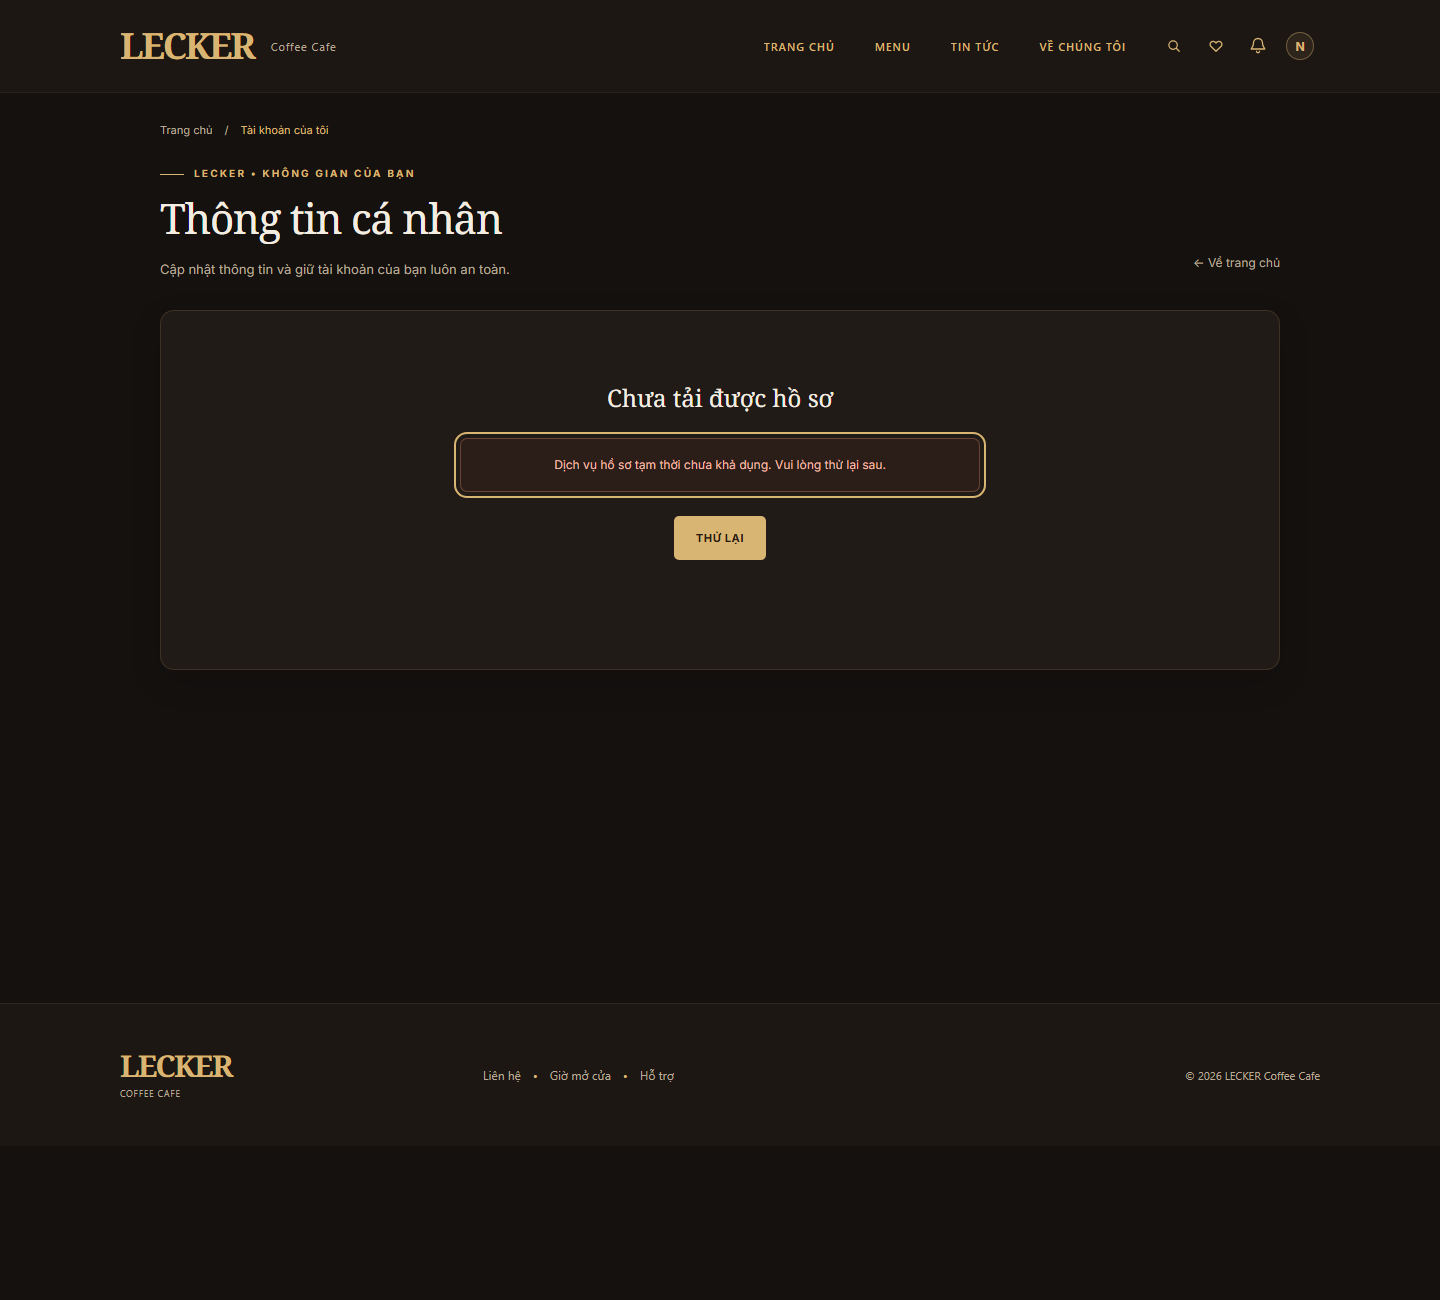 LECKER Coffee Cafe TRANG CHỦ MENU TIN TỨC VỀ CHÚNG TÔI N
Trang chủ / Tài khoản của tôi
LECKER • KHÔNG GIAN CỦA BẠN
Thông tin cá nhân
Cập nhật thông tin và giữ tài khoản của bạn luôn an toàn.
← Về trang chủ
Chưa tải được hồ sơ
Dịch vụ hồ sơ tạm thời chưa khả dụng. Vui lòng thử lại sau.
THỬ LẠI
LECKER
COFFEE CAFE
Liên hệ • Giờ mở cửa • Hỗ trợ
© 2026 LECKER Coffee Cafe